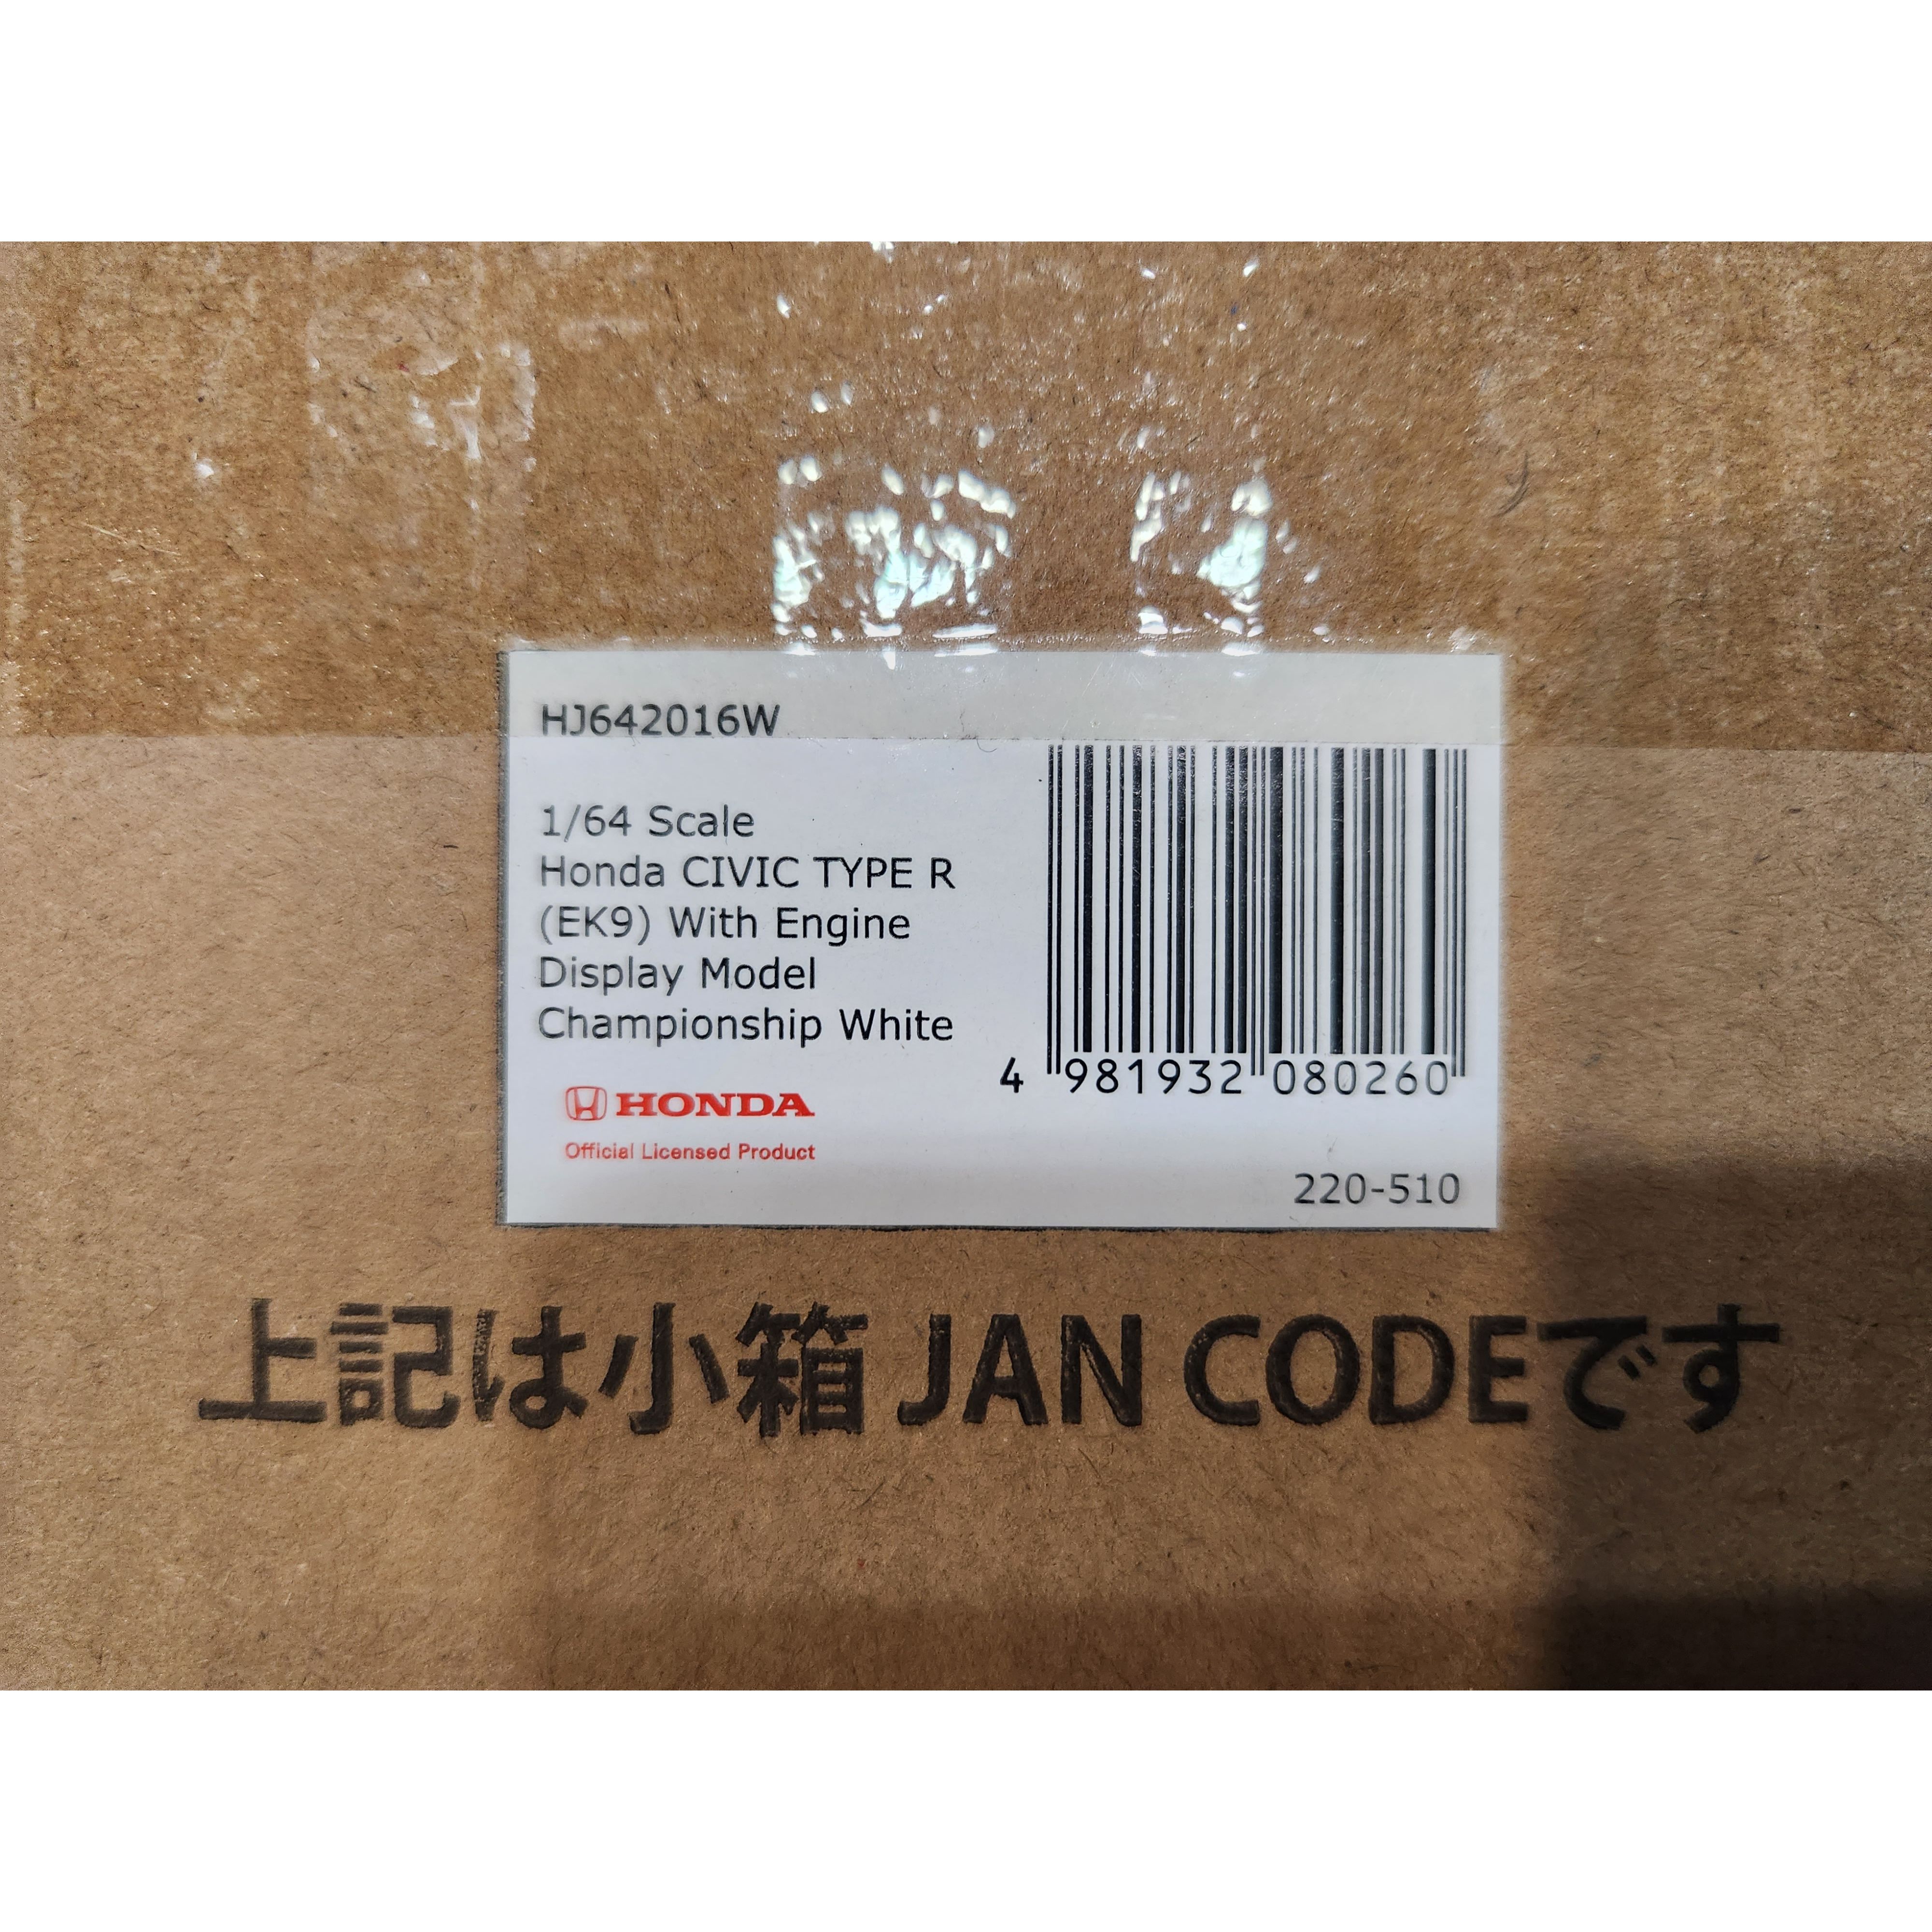 HJ642016W
1/64 Scale
Honda CIVIC TYPE R
(EK9) With Engine
Display Model
Championship White
4 981932 080260
HONDA
Official Licensed Product
220-510
上記は小箱 JAN CODEです